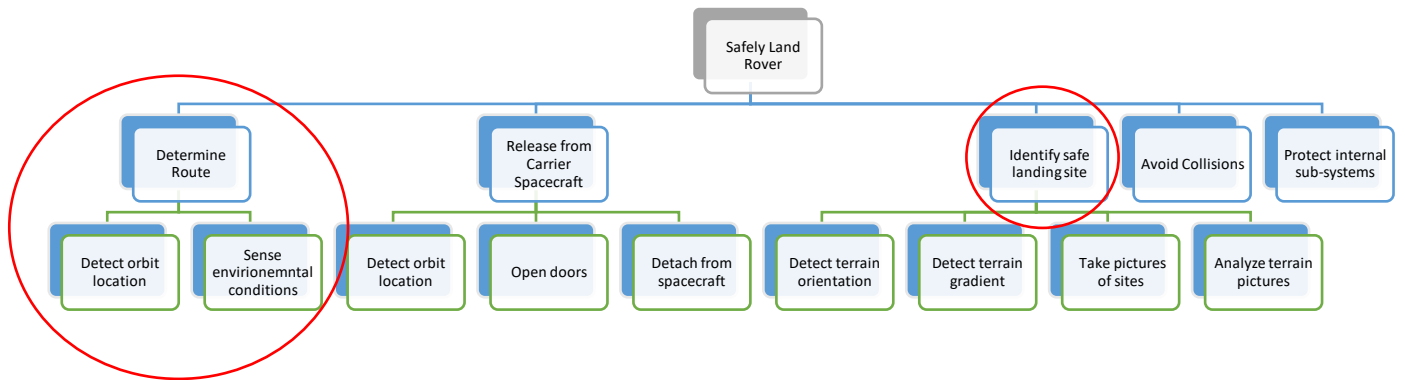 Safely Land
Rover
Determine
Route
Release from
Carrier
Spacecraft
Identify safe
landing site
Avoid Collisions
Protect internal
sub-systems
Detect orbit
location
Sense
envirionemntal
conditions
Detect orbit
location
Open doors
Detach from
spacecraft
Detect terrain
orientation
Detect terrain
gradient
Take pictures
of sites
Analyze terrain
pictures